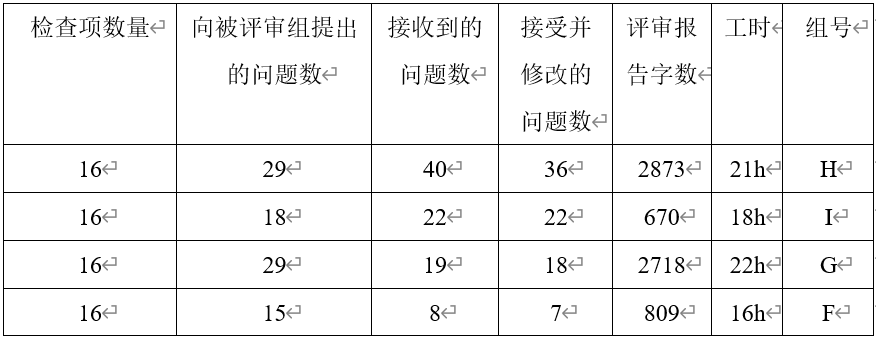 检查项数量 向被评审组提出的问题数 接收到的问题数 接受并修改的问题数 评审报告字数 工时 组号
16 29 40 36 2873 21h H
16 18 22 22 670 18h I
16 29 19 18 2718 22h G
16 15 8 7 809 16h F